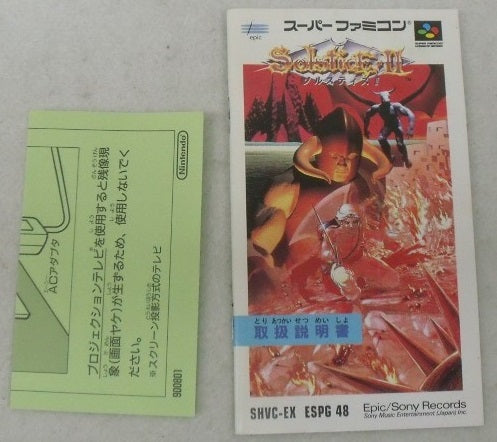 プロジェクションテレビを使用すると残像現
象(画面ヤケ)が生するため、使用しないでく
ださい。
※スクリーン投影方式のテレビ
ACアダプタ
Nintendo
900801
epic
スーパーファミコン®
Solstice II
ソルスティスII
とり あつかい せつ めい しょ
取扱説明書
SHVC-EX ESPG 48
Epic/Sony Records
Sony Music Entertainment (Japan) Inc.